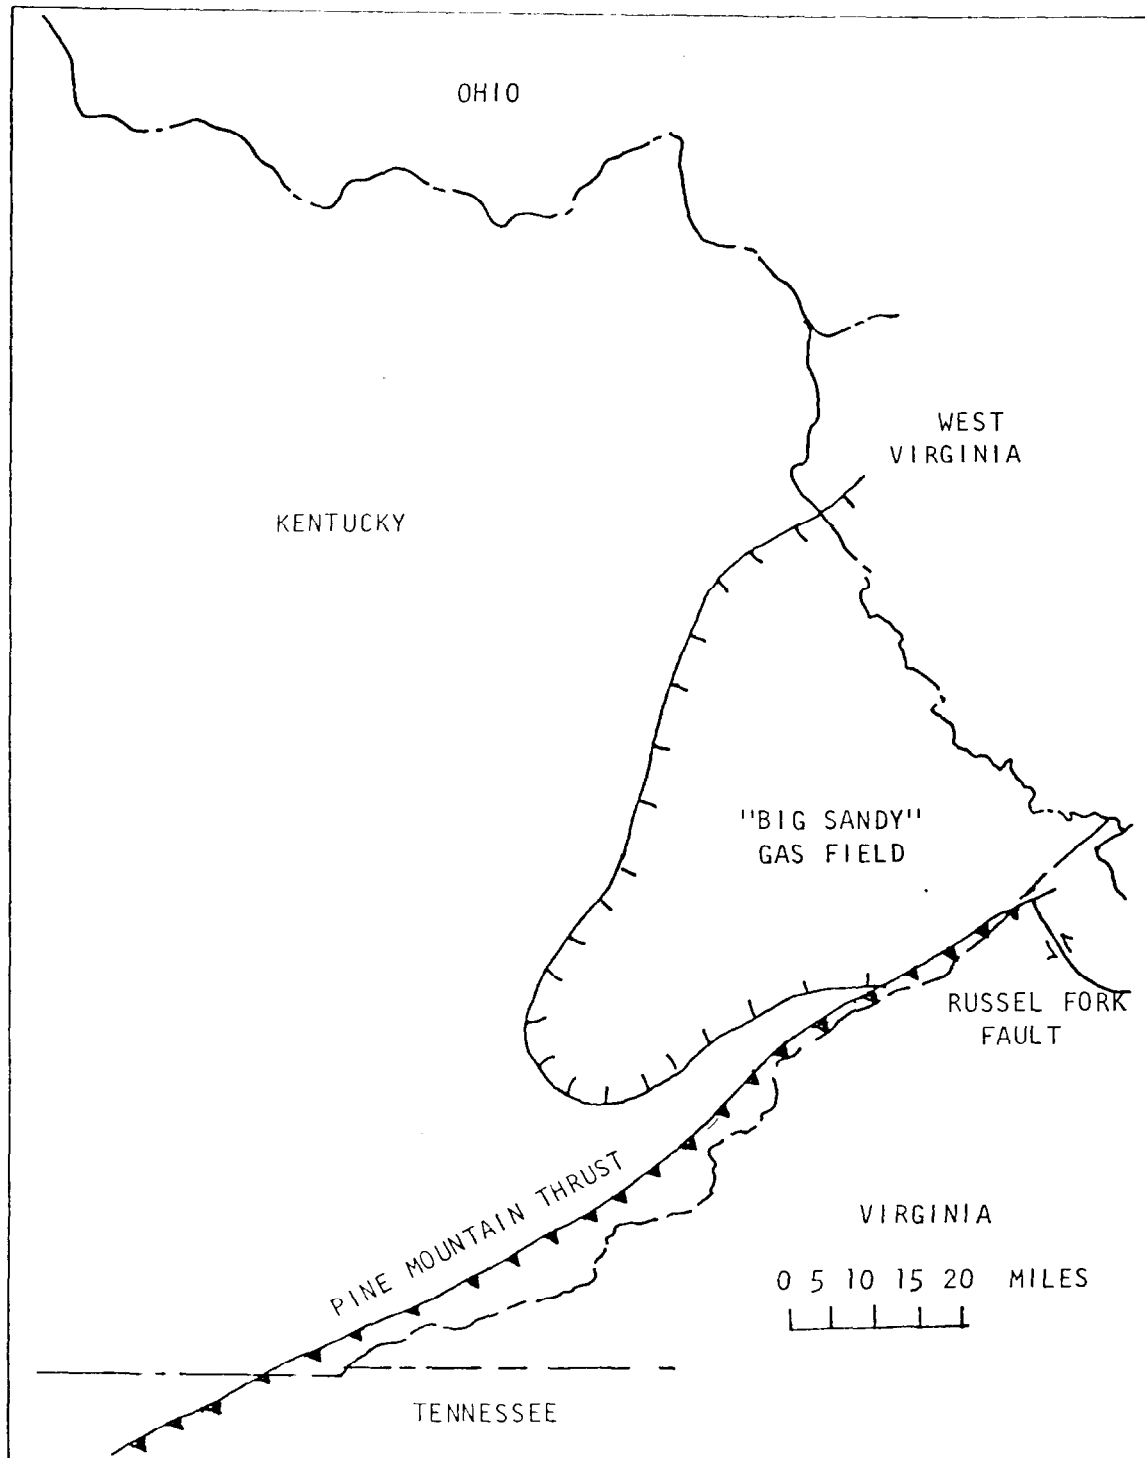 OHIO
WEST
VIRGINIA
KENTUCKY
"BIG SANDY"
GAS FIELD
RUSSEL FORK
FAULT
PINE MOUNTAIN THRUST
VIRGINIA
0 5 10 15 20 MILES
TENNESSEE